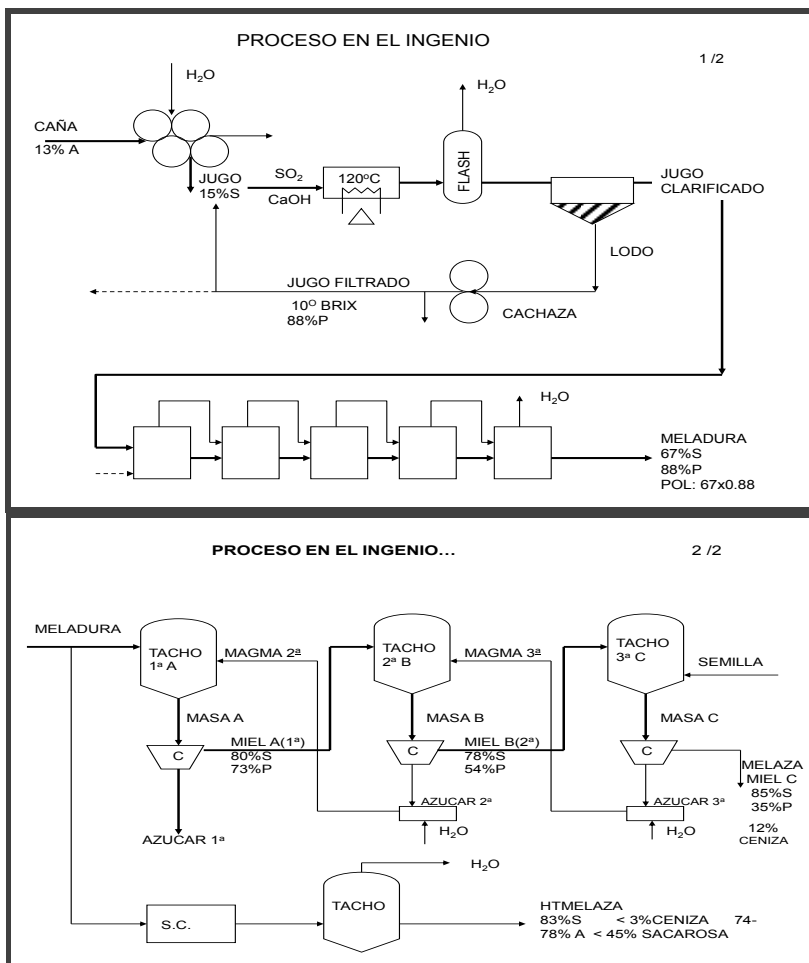 PROCESO EN EL INGENIO
1 /2
H₂O
H₂O
CAÑA
13% A
JUGO
15%S
SO₂
CaOH
120ºC
FLASH
JUGO
CLARIFICADO
LODO
JUGO FILTRADO
10º BRIX
88%P
CACHAZA
H₂O
MELADURA
67%S
88%P
POL: 67x0.88
PROCESO EN EL INGENIO...
2 /2
MELADURA
TACHO
1ª A
MAGMA 2ª
TACHO
2ª B
MAGMA 3ª
TACHO
3ª C
SEMILLA
MASA A
MASA B
MASA C
C
MIEL A(1ª)
80%S
73%P
C
MIEL B(2ª)
78%S
54%P
C
MELAZA
MIEL C
85%S
35%P
12%
CENIZA
AZUCAR 2ª
H₂O
AZUCAR 3ª
H₂O
AZUCAR 1ª
H₂O
S.C.
TACHO
HTMELAZA
83%S < 3%CENIZA 74-
78% A < 45% SACAROSA